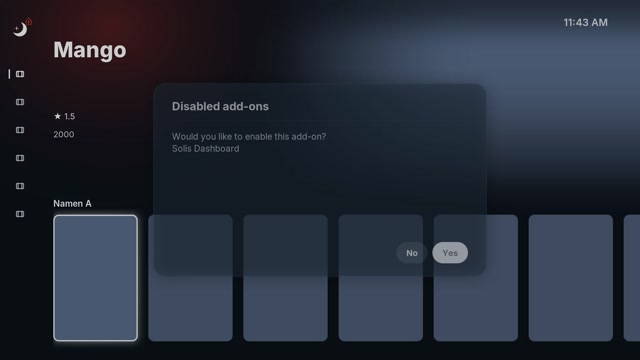 11:43 AM
Mango
★ 1.5
2000
Disabled add-ons
Would you like to enable this add-on?
Solis Dashboard
No
Yes
Namen A